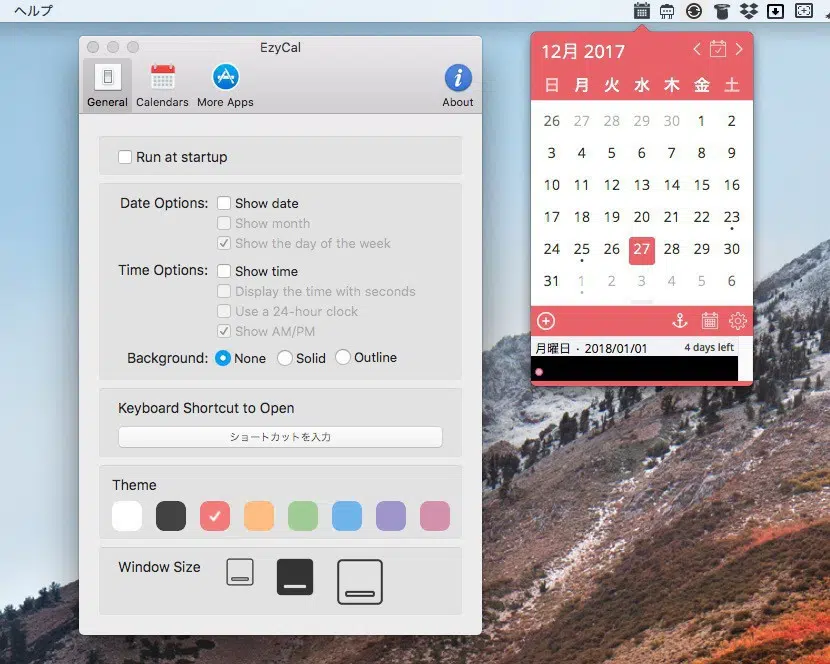 ヘルプ
EzyCal
General Calendars More Apps About
Run at startup
Date Options: Show date
Show month
Show the day of the week
Time Options: Show time
Display the time with seconds
Use a 24-hour clock
Show AM/PM
Background: None Solid Outline
Keyboard Shortcut to Open
ショートカットを入力
Theme
Window Size
12月 2017
日 月 火 水 木 金 土
26 27 28 29 30 1 2
3 4 5 6 7 8 9
10 11 12 13 14 15 16
17 18 19 20 21 22 23
24 25 26 27 28 29 30
31 1 2 3 4 5 6
月曜日 · 2018/01/01 4 days left